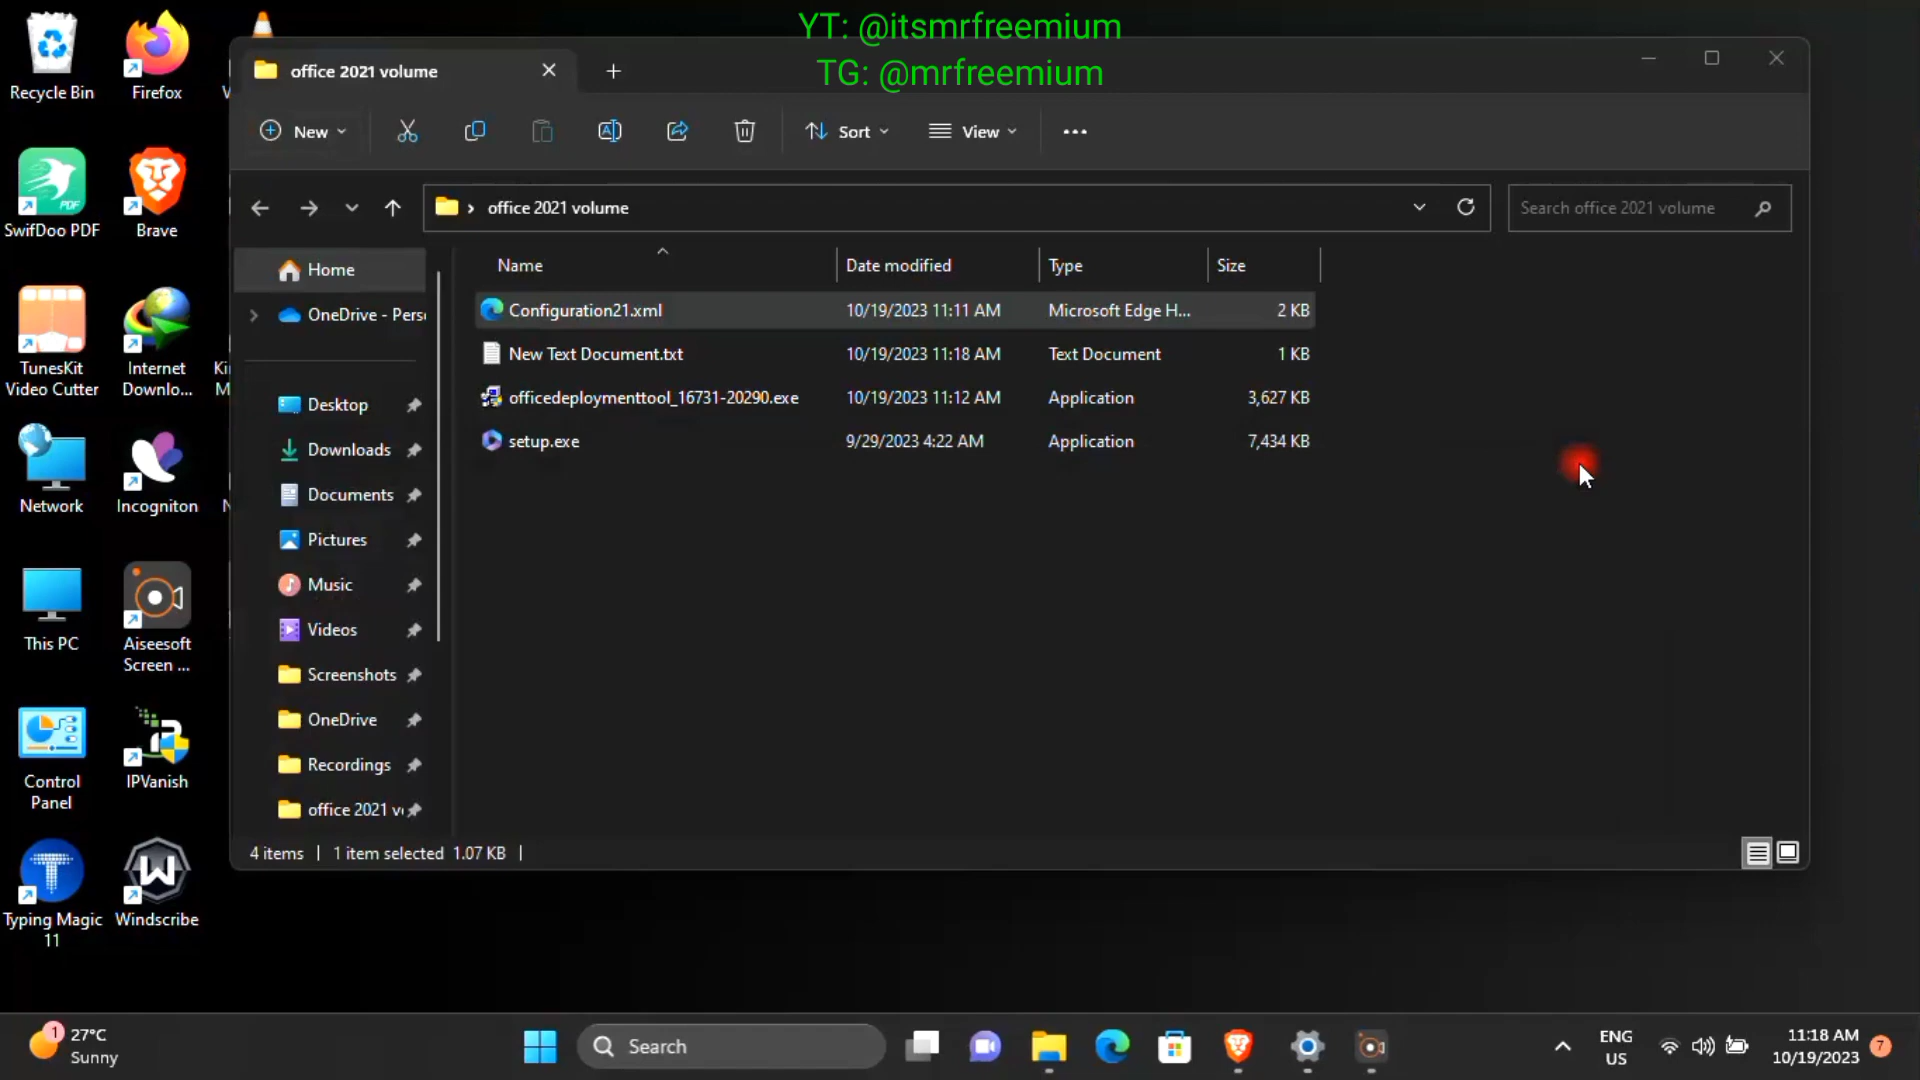 YT: @itsmrfreemium
TG: @mrfreemium
office 2021 volume
New
Sort
View
office 2021 volume
Search office 2021 volume
Name
Date modified
Type
Size
Configuration21.xml 10/19/2023 11:11 AM Microsoft Edge H... 2 KB
New Text Document.txt 10/19/2023 11:18 AM Text Document 1 KB
officedeploymenttool_16731-20290.exe 10/19/2023 11:12 AM Application 3,627 KB
setup.exe 9/29/2023 4:22 AM Application 7,434 KB
Home
OneDrive - Pers
Desktop
Downloads
Documents
Pictures
Music
Videos
Screenshots
OneDrive
Recordings
office 2021 v
4 items
1 item selected 1.07 KB
Recycle Bin
Firefox
SwifDoo PDF
Brave
TunesKit
Video Cutter
Internet
Downlo...
Network
Incogniton
This PC
Aiseesoft
Screen ...
Control
Panel
IPVanish
Typing Magic
11
Windscribe
PDF
1
27°C
Sunny
Search
ENG
US
11:18 AM
10/19/2023
7